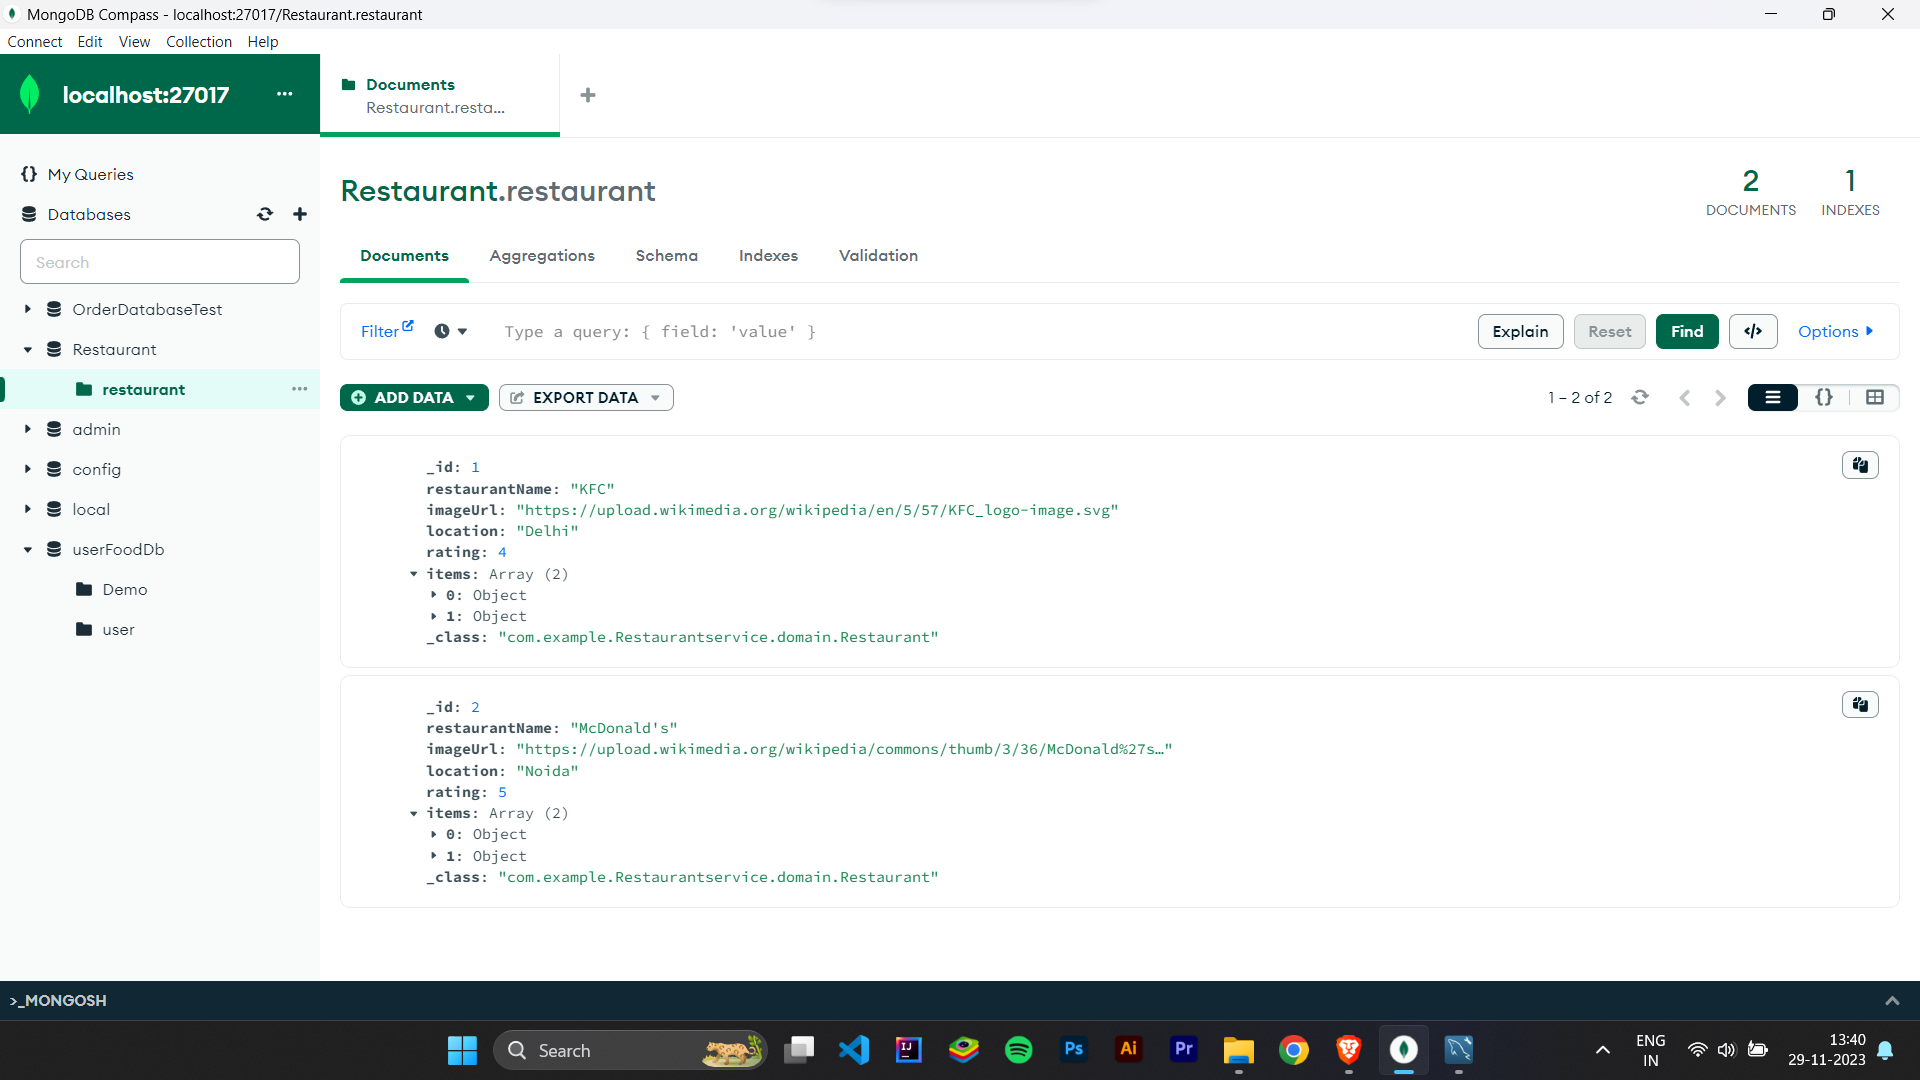 MongoDB Compass - localhost:27017/Restaurant.restaurant
Connect Edit View Collection Help
localhost:27017 ...
Documents
Restaurant.resta...
{} My Queries
Databases
Search
OrderDatabaseTest
Restaurant
restaurant
admin
config
local
userFoodDb
Demo
user
Restaurant.restaurant
2
DOCUMENTS
1
INDEXES
Documents Aggregations Schema Indexes Validation
Filter Type a query: { field: 'value' } Explain Reset Find </> Options
ADD DATA EXPORT DATA 1 – 2 of 2 {}
_id: 1
restaurantName: "KFC"
imageUrl: "https://upload.wikimedia.org/wikipedia/en/5/57/KFC_logo-image.svg"
location: "Delhi"
rating: 4
items: Array (2)
0: Object
1: Object
_class: "com.example.Restaurantservice.domain.Restaurant"
_id: 2
restaurantName: "McDonald's"
imageUrl: "https://upload.wikimedia.org/wikipedia/commons/thumb/3/36/McDonald%27s…"
location: "Noida"
rating: 5
items: Array (2)
0: Object
1: Object
_class: "com.example.Restaurantservice.domain.Restaurant"
>_MONGOSH
Search
IJ
Ps
Ai
Pr
ENG
IN
13:40
29-11-2023